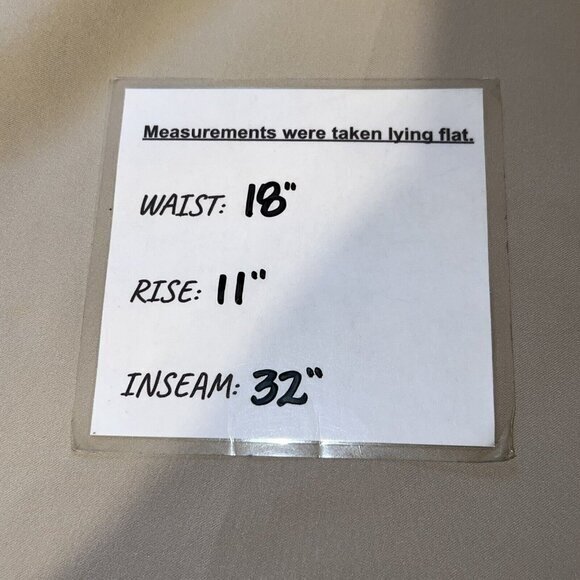 Measurements were taken lying flat.
WAIST: 18"
RISE: 11"
INSEAM: 32"